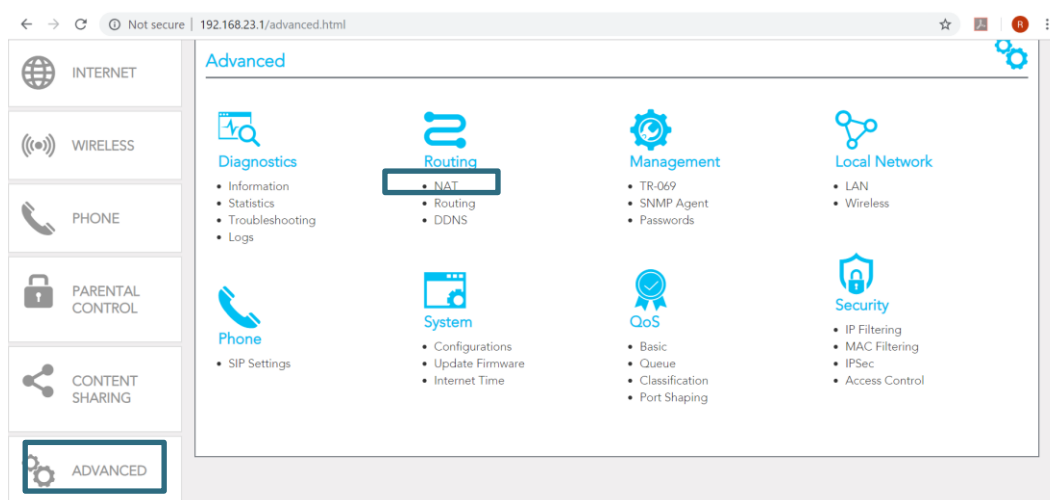 Not secure | 192.168.23.1/advanced.html
R
INTERNET
WIRELESS
PHONE
PARENTAL
CONTROL
CONTENT
SHARING
ADVANCED
Advanced
Diagnostics
• Information
• Statistics
• Troubleshooting
• Logs
Routing
• NAT
• Routing
• DDNS
Management
• TR-069
• SNMP Agent
• Passwords
Local Network
• LAN
• Wireless
Phone
• SIP Settings
System
• Configurations
• Update Firmware
• Internet Time
QoS
• Basic
• Queue
• Classification
• Port Shaping
Security
• IP Filtering
• MAC Filtering
• IPSec
• Access Control